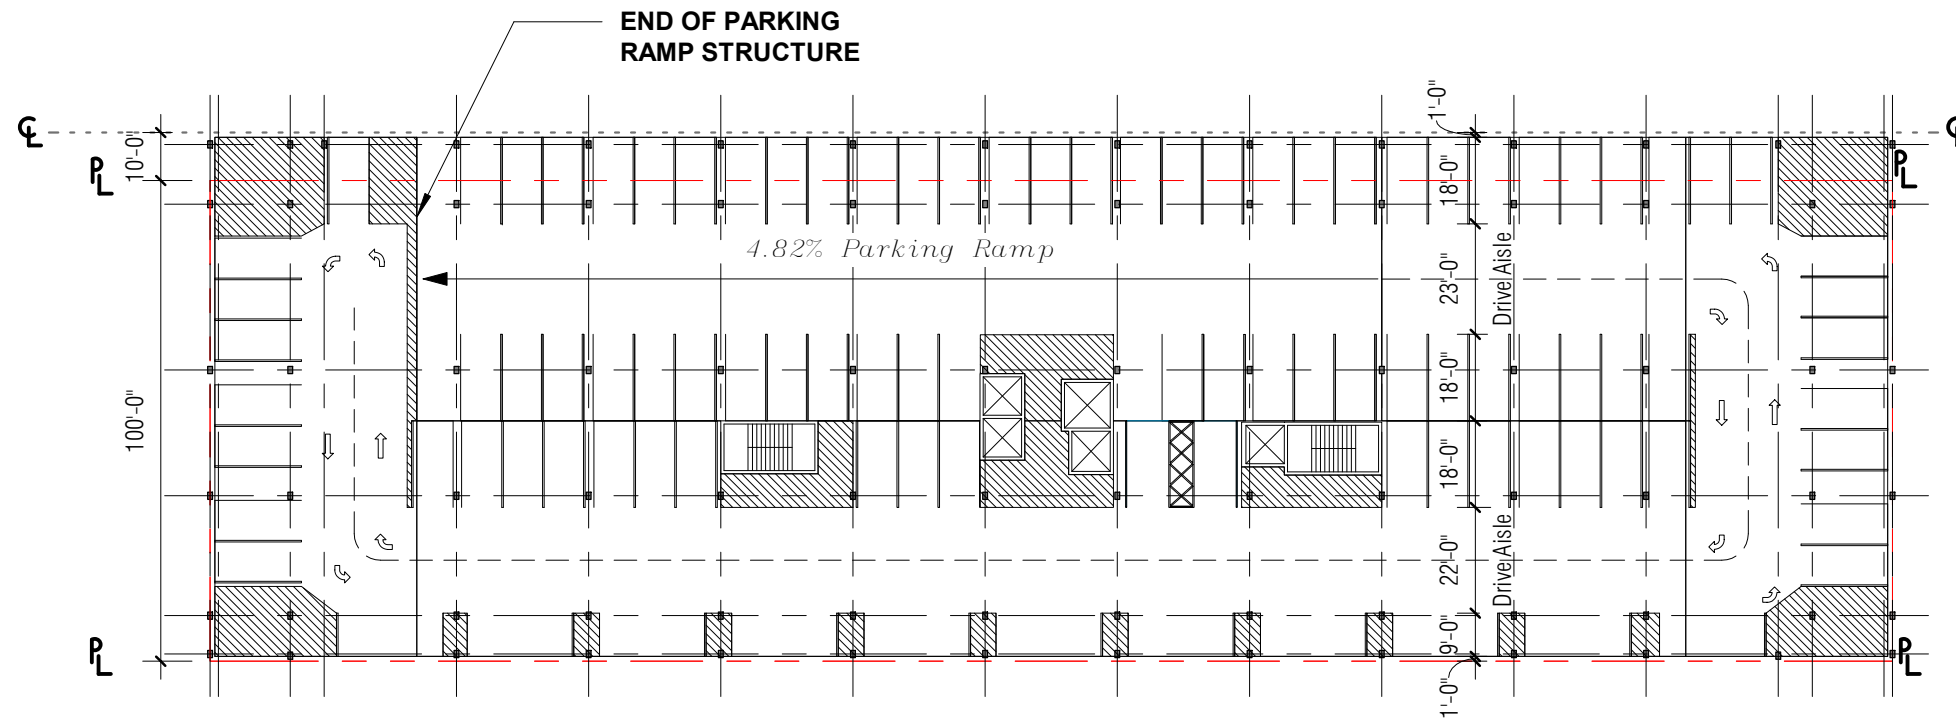 END OF PARKING
RAMP STRUCTURE
CL
C
10'-0"
PL
1'-0"
18'-0"
PL
4.82% Parking Ramp
23'-0"
Drive Aisle
100'-0"
18'-0"
18'-0"
22'-0"
Drive Aisle
9'-0"
PL
1'-0"
PL